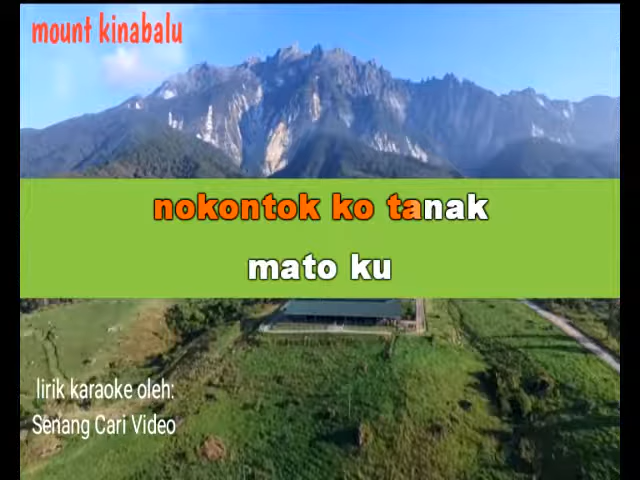 mount kinabalu
nokontok ko tanak
mato ku
lirik karaoke oleh:
Senang Cari Video